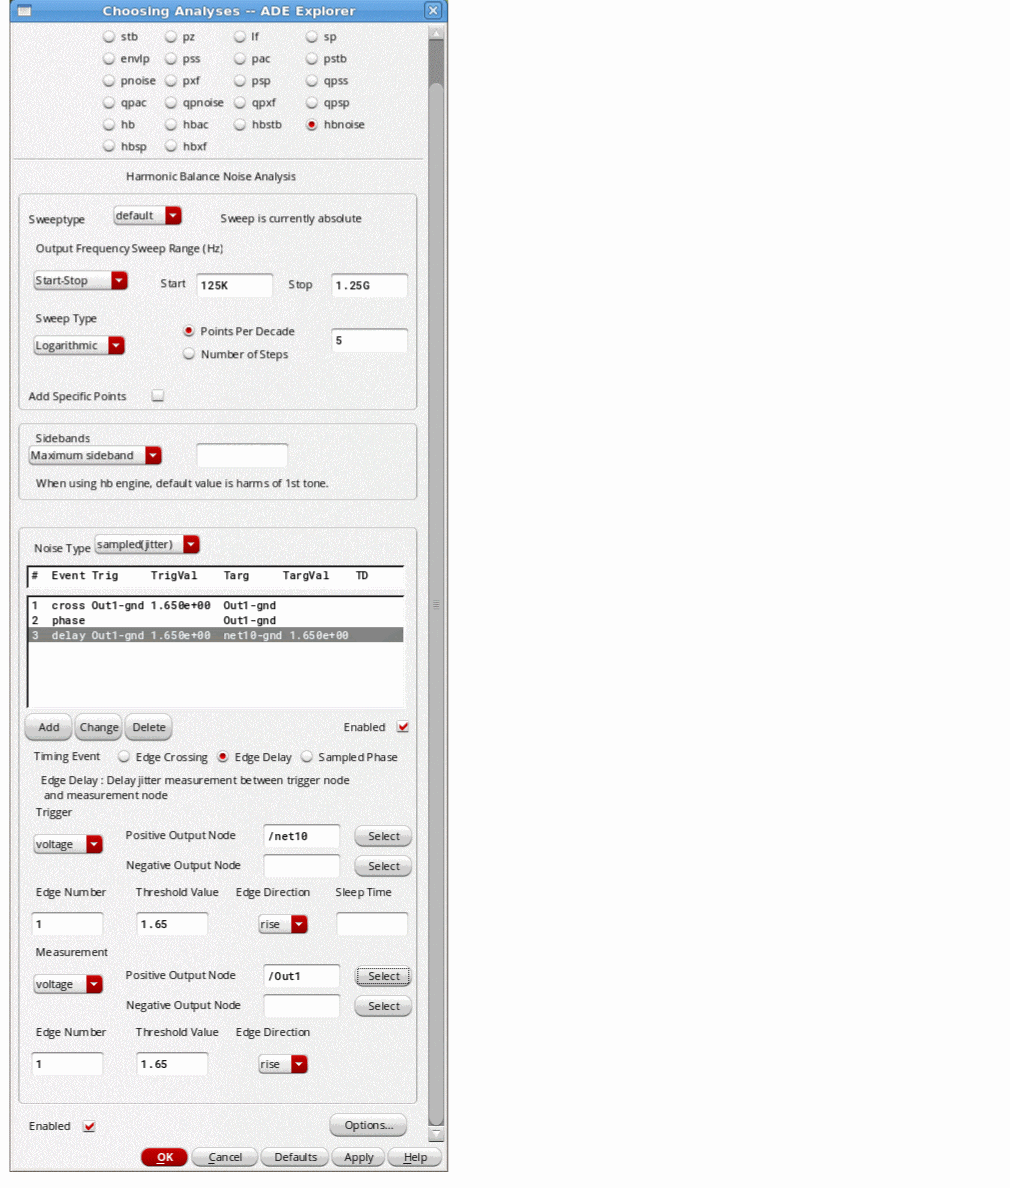 Choosing Analyses -- ADE Explorer
stb pz lf sp
envlp pss pac pstb
pnoise pxf psp qpss
qpac qpnoise qpxf qpsp
hb hbac hbstb hbnoise
hbsp hbxf
Harmonic Balance Noise Analysis
Sweeptype default Sweep is currently absolute
Output Frequency Sweep Range (Hz)
Start-Stop Start 125K Stop 1.25G
Sweep Type
Points Per Decade
Logarithmic 5
Number of Steps
Add Specific Points
Sidebands
Maximum sideband
When using hb engine, default value is harms of 1st tone.
Noise Type sampled(jitter)
# Event Trig TrigVal Targ TargVal TD
1 cross Out1-gnd 1.650e+00 Out1-gnd
2 phase Out1-gnd
3 delay Out1-gnd 1.650e+00 net10-gnd 1.650e+00
Add Change Delete Enabled
Timing Event Edge Crossing Edge Delay Sampled Phase
Edge Delay : Delay jitter measurement between trigger node
and measurement node
Trigger
voltage Positive Output Node /net10 Select
Negative Output Node Select
Edge Number Threshold Value Edge Direction Sleep Time
1 1.65 rise
Measurement
voltage Positive Output Node /Out1 Select
Negative Output Node Select
Edge Number Threshold Value Edge Direction
1 1.65 rise
Enabled Options...
OK Cancel Defaults Apply Help